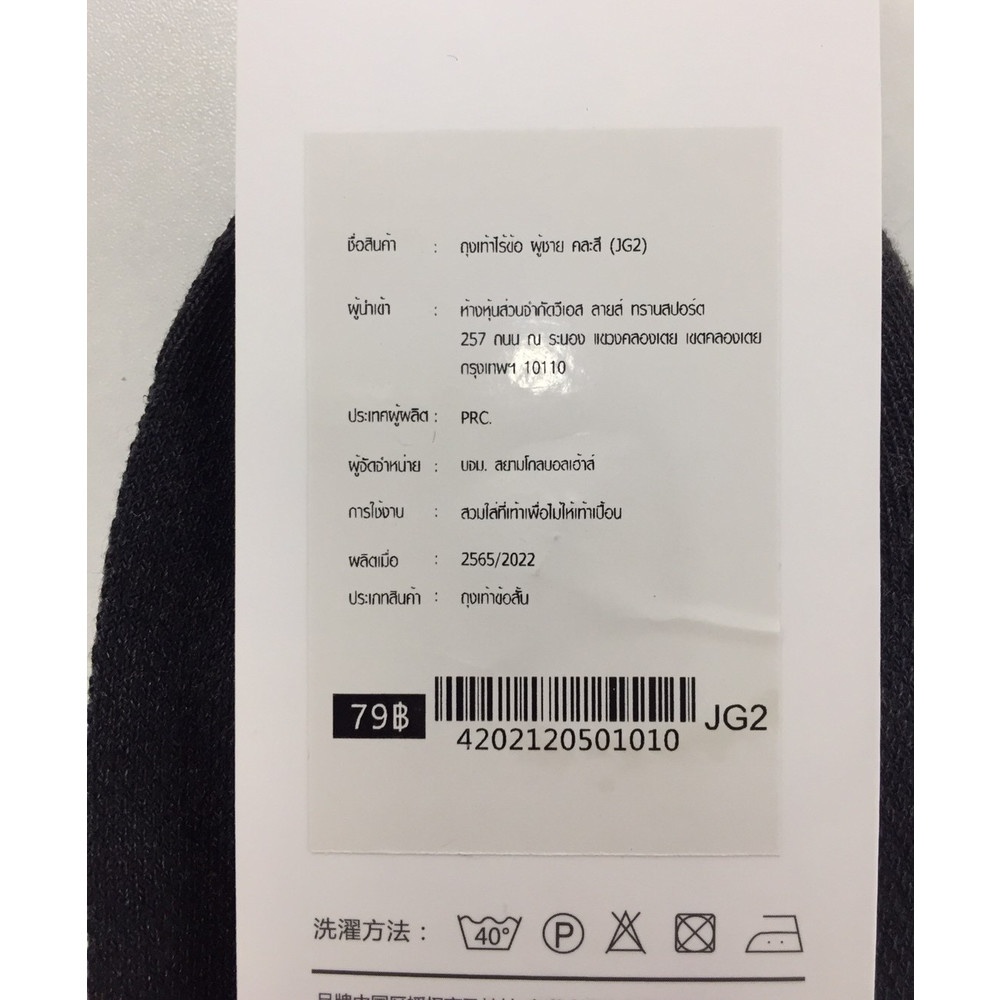 ชื่อสินค้า : ถุงเท้าไร้ข้อ ผู้ชาย คละสี (JG2)
ผู้นำเข้า : ห้างหุ้นส่วนจำกัดวีเอส ลายส์ ทรานสปอร์ต
257 ถนน ณ ระนอง แขวงคลองเตย เขตคลองเตย
กรุงเทพฯ 10110
ประเทศผู้ผลิต : PRC.
ผู้จัดจำหน่าย : บจม. สยามโกลบอลเฮ้าส์
การใช้งาน : สวมใส่ที่เท้าเพื่อไม่ให้เท้าเปื้อน
ผลิตเมื่อ : 2565/2022
ประเภทสินค้า : ถุงเท้าข้อสั้น
79฿ JG2
4202120501010
洗濯方法： 40° P